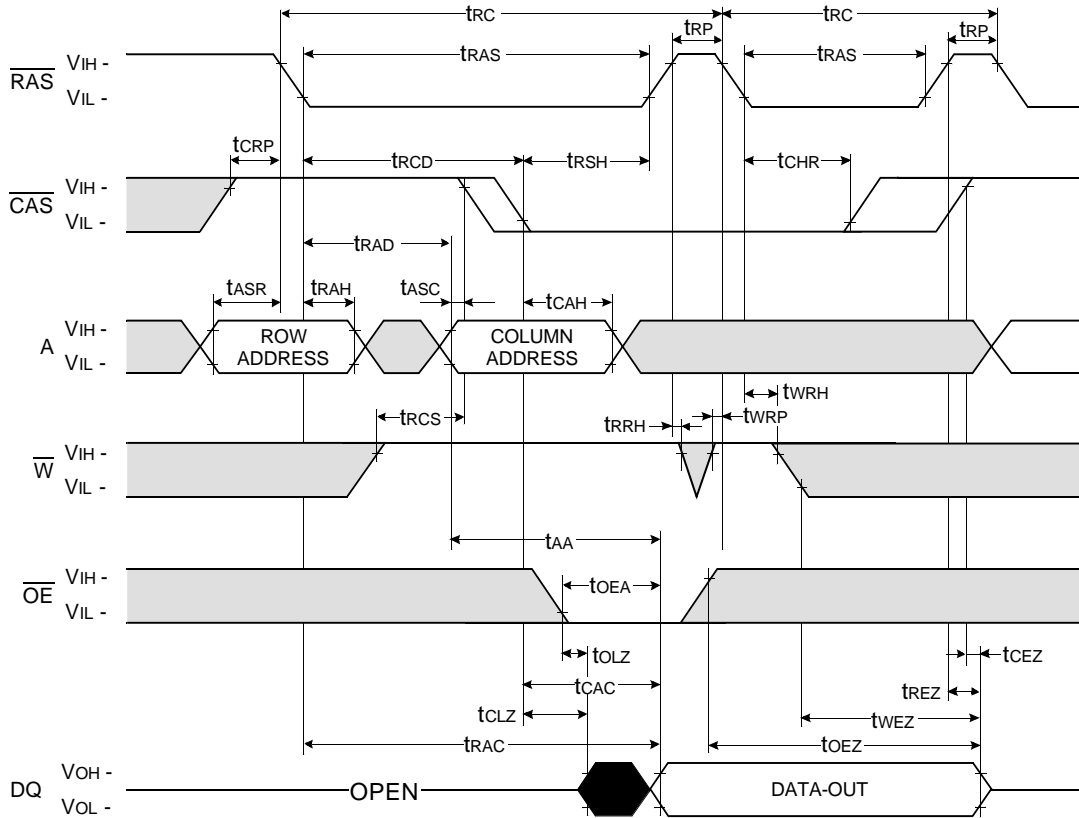 tRC tRC
tRP tRP
tRAS tRAS
RAS VIH -
VIL -
tCRP tRCD tRSH tCHR
CAS VIH -
VIL -
tRAD
tASR tRAH tASC tCAH
A VIH -
VIL -
ROW
ADDRESS
COLUMN
ADDRESS
tWRH
tRCS tRRH tWRP
W VIH -
VIL -
tAA
OE VIH -
VIL -
tOEA
tOLZ tCEZ
tCAC tREZ
tCLZ tWEZ
tRAC tOEZ
DQ VOH -
VOL -
OPEN DATA-OUT